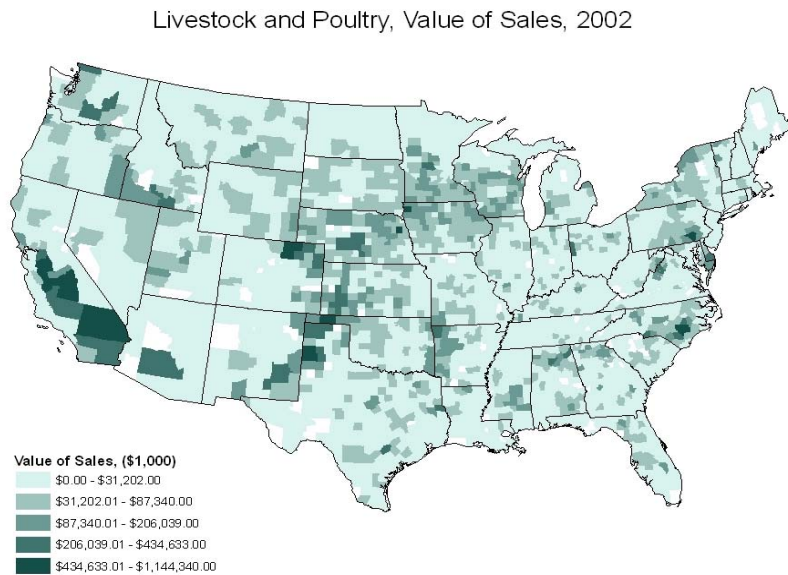 Livestock and Poultry, Value of Sales, 2002
Value of Sales, ($1,000)
$0.00 - $31,202.00
$31,202.01 - $87,340.00
$87,340.01 - $206,039.00
$206,039.01 - $434,633.00
$434,633.01 - $1,144,340.00